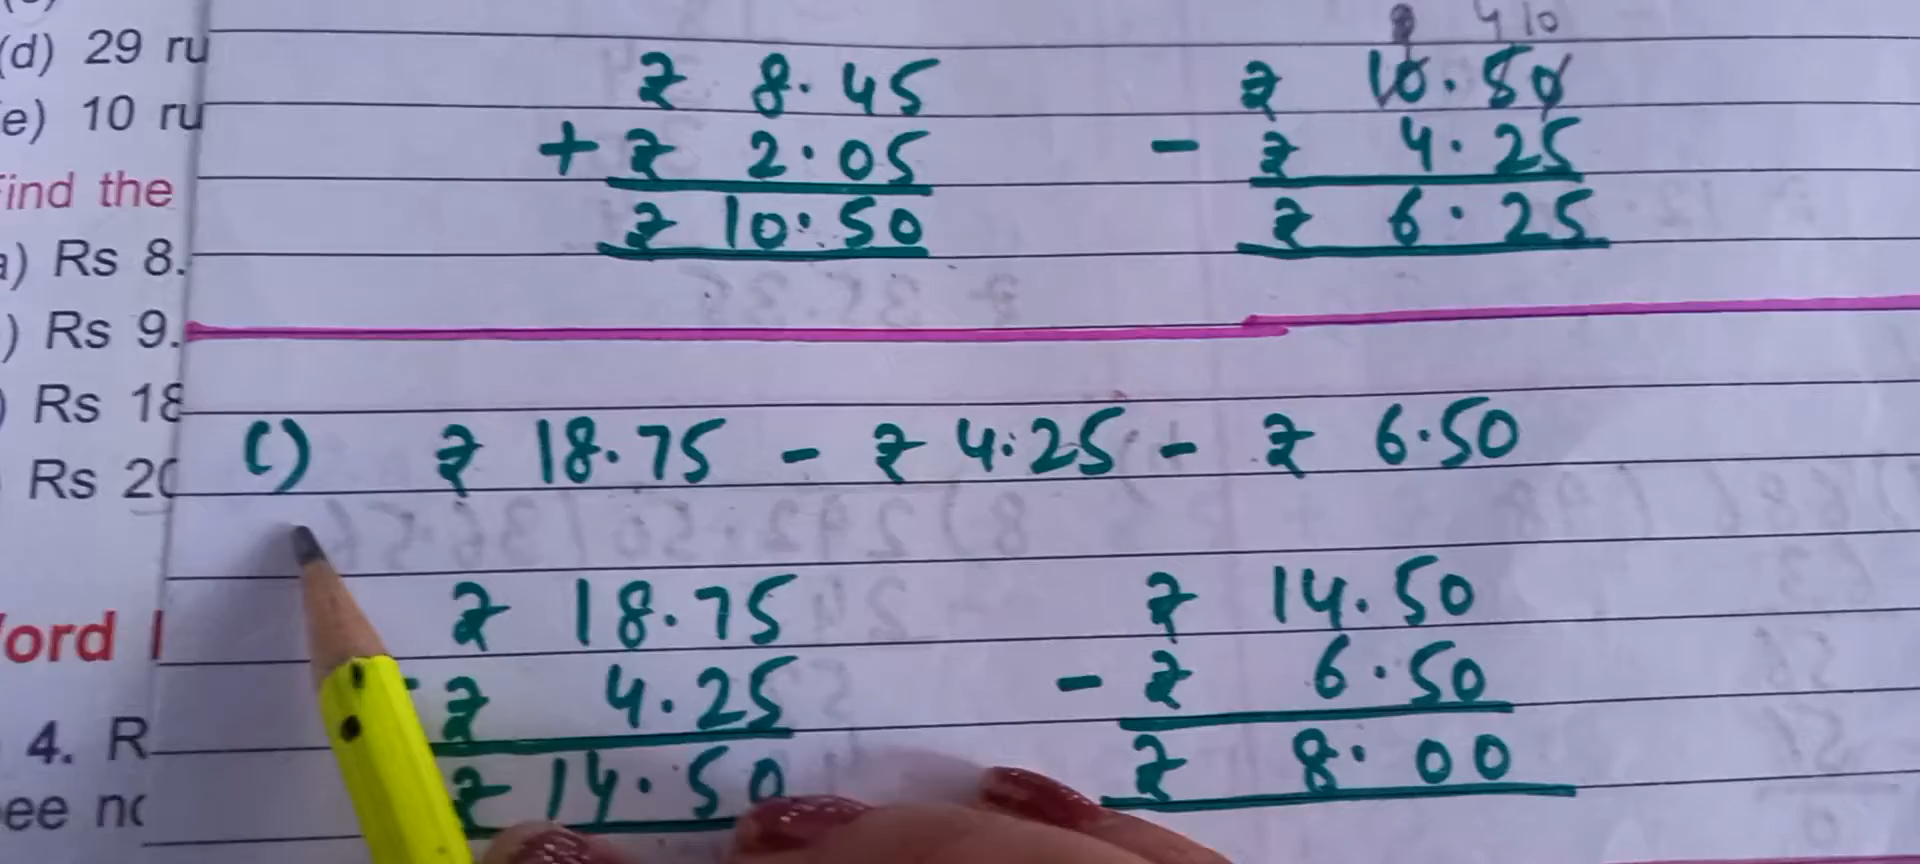 (d) 29 ru
(e) 10 ru
Find the
a) Rs 8.
) Rs 9.
) Rs 18
Rs 20
ord
4. R
ee no
₹ 8.45
+ ₹ 2.05
₹ 10.50
4 10
₹ 10.50
- ₹ 4.25
₹ 6.25
C) ₹ 18.75 - ₹ 4.25 - ₹ 6.50
₹ 18.75
- ₹ 4.25
₹ 14.50
₹ 14.50
- ₹ 6.50
₹ 8.00